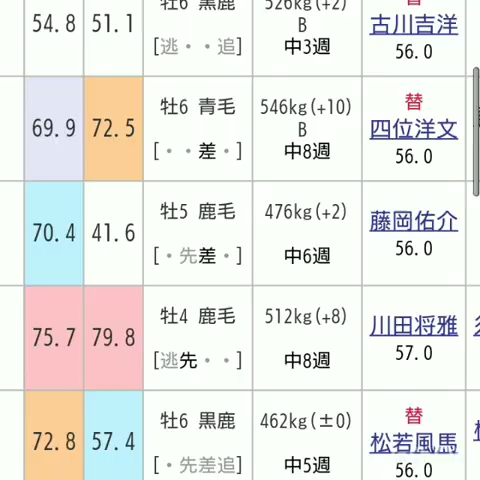 54.8 51.1 牡6 黒鹿 526kg(+2) 替
B 古川吉洋
[逃・・追] 中3週 56.0
69.9 72.5 牡6 青毛 546kg(+10) 替
B 四位洋文
[・・差・] 中8週 56.0
70.4 41.6 牡5 鹿毛 476kg(+2) 藤岡佑介
[・先差・] 中6週 56.0
75.7 79.8 牡4 鹿毛 512kg(+8) 川田将雅
[逃先・・] 中8週 57.0
72.8 57.4 牡6 黒鹿 462kg(±0) 替
松若風馬
[・先差追] 中5週 56.0